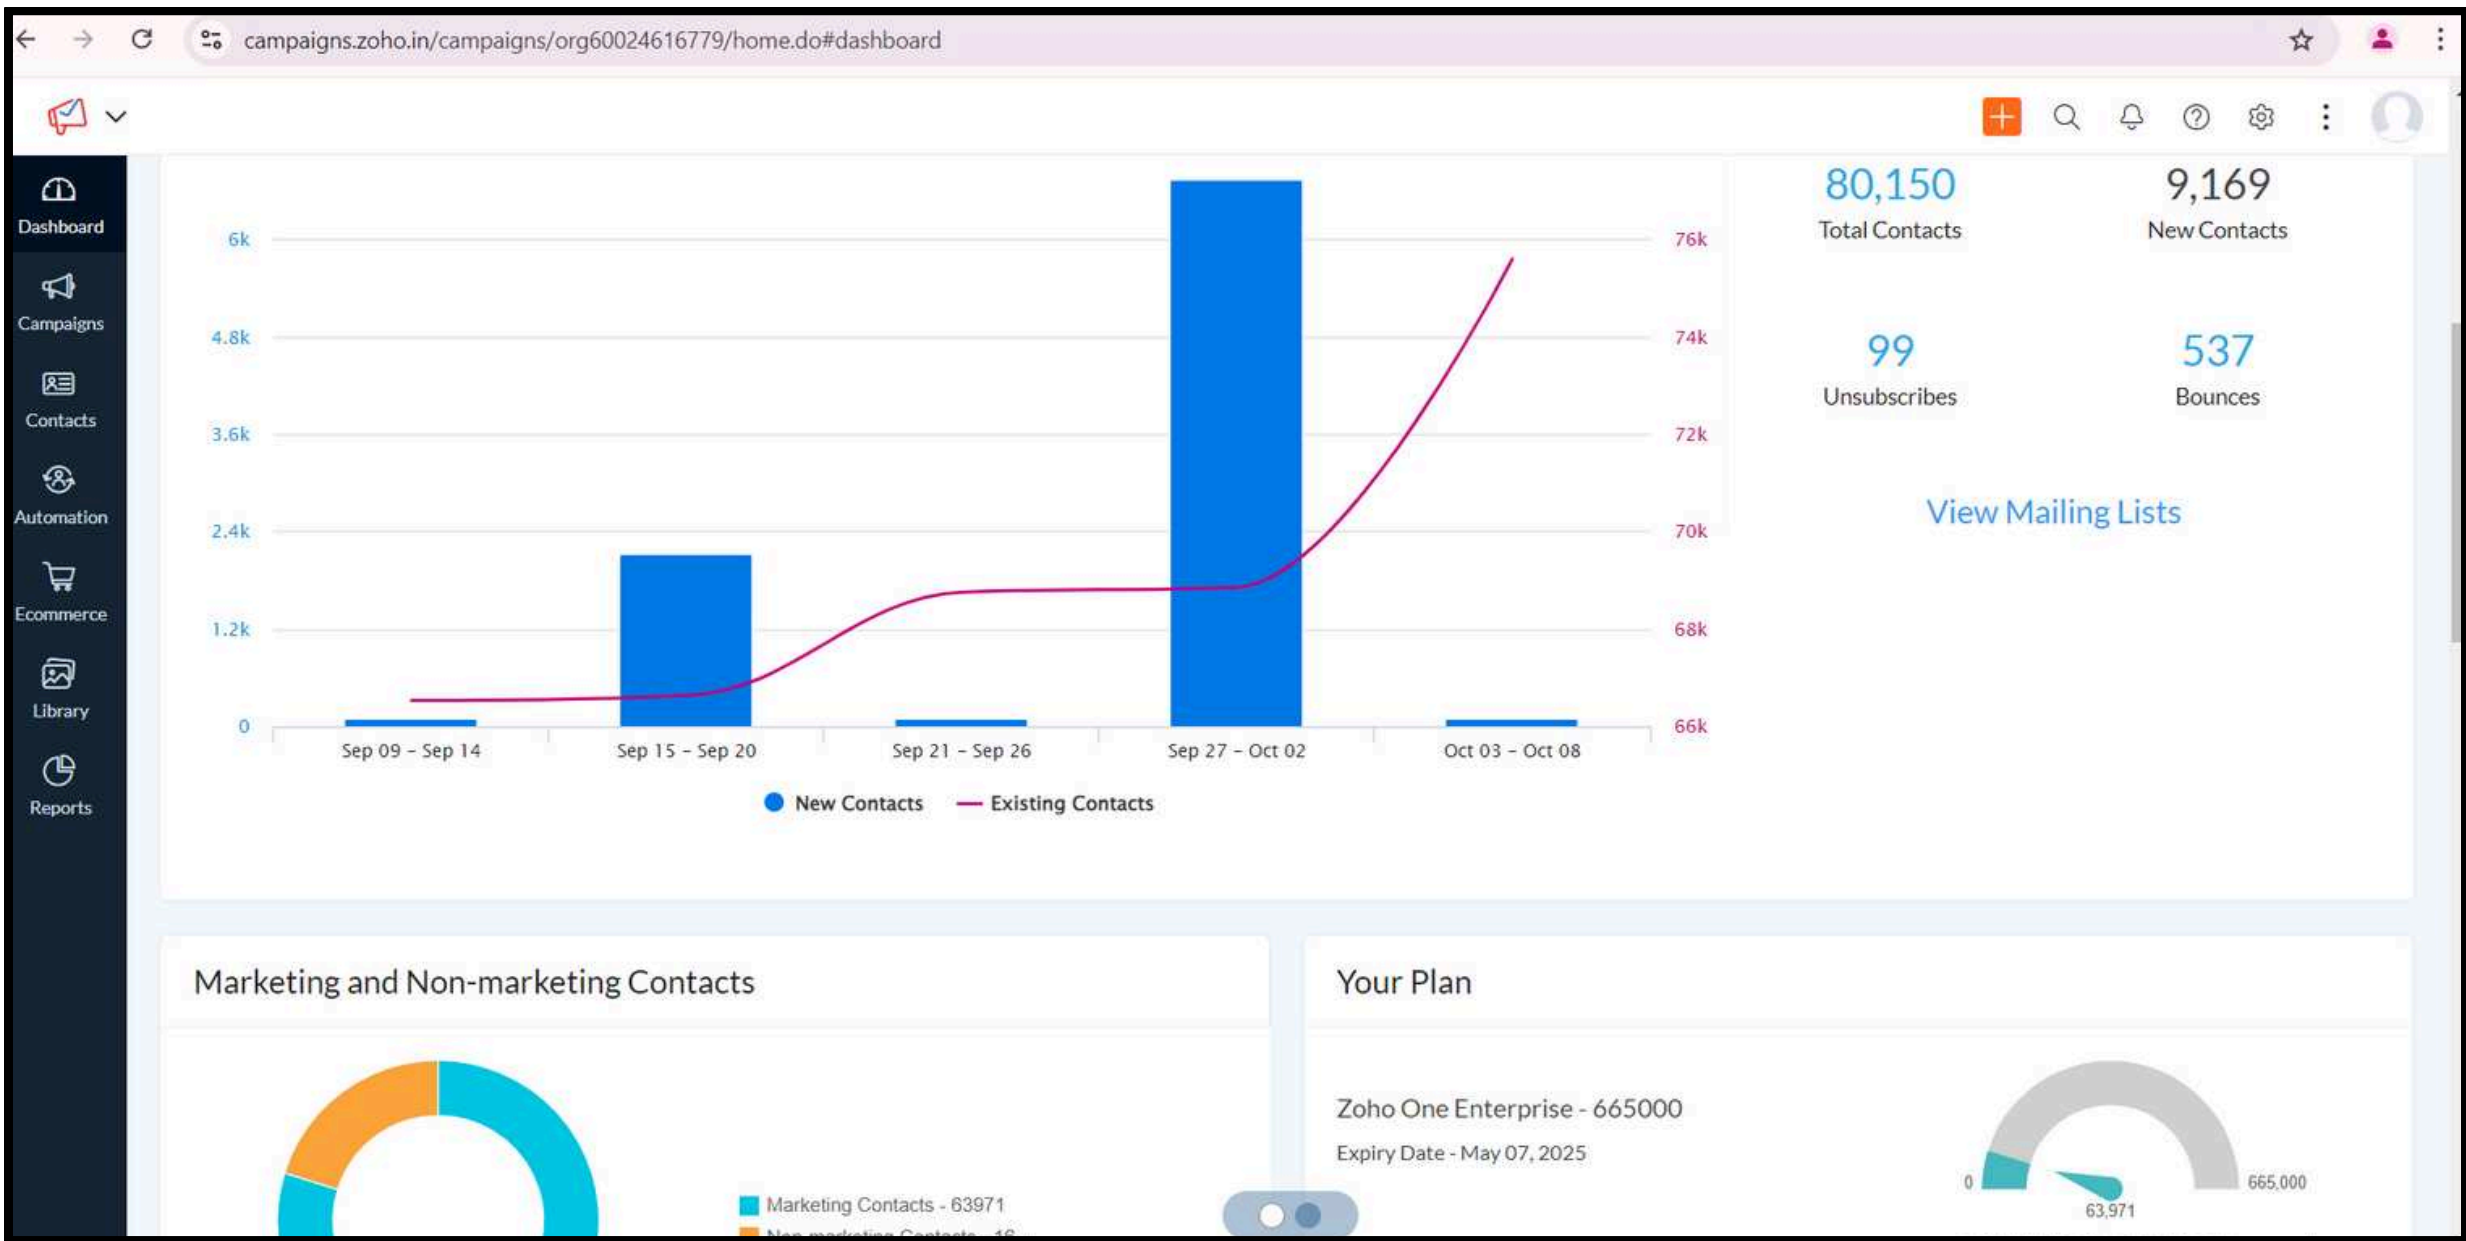 campaigns.zoho.in/campaigns/org60024616779/home.do#dashboard
Dashboard
Campaigns
Contacts
Automation
Ecommerce
Library
Reports
6k
4.8k
3.6k
2.4k
1.2k
0
76k
74k
72k
70k
68k
66k
Sep 09 – Sep 14
Sep 15 – Sep 20
Sep 21 – Sep 26
Sep 27 – Oct 02
Oct 03 – Oct 08
New Contacts
Existing Contacts
80,150
Total Contacts
9,169
New Contacts
99
Unsubscribes
537
Bounces
View Mailing Lists
Marketing and Non-marketing Contacts
Marketing Contacts - 63971
Non-marketing Contacts - 16
Your Plan
Zoho One Enterprise - 665000
Expiry Date - May 07, 2025
0
63,971
665,000